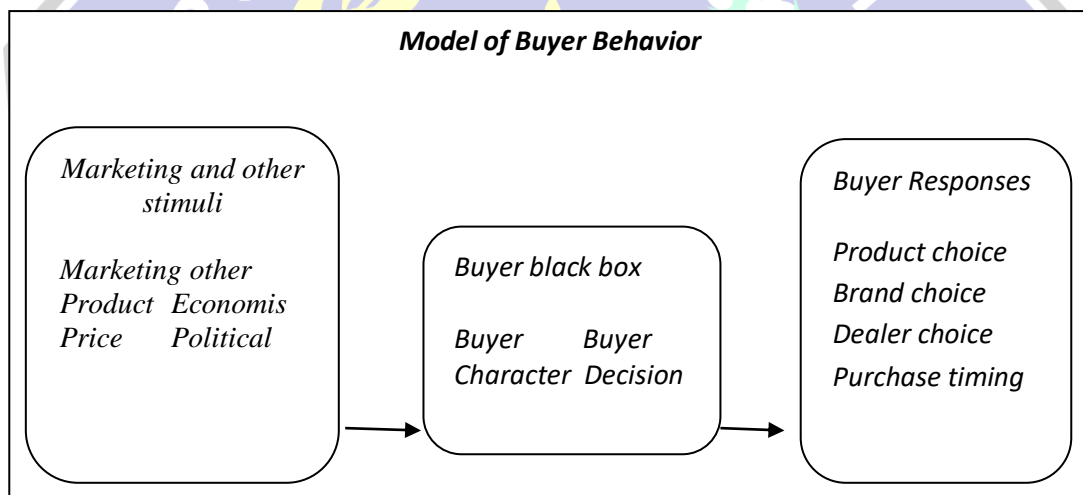 Model of Buyer Behavior
Marketing and other
stimuli
Marketing other
Product Economis
Price Political
Buyer black box
Buyer Buyer
Character Decision
Buyer Responses
Product choice
Brand choice
Dealer choice
Purchase timing